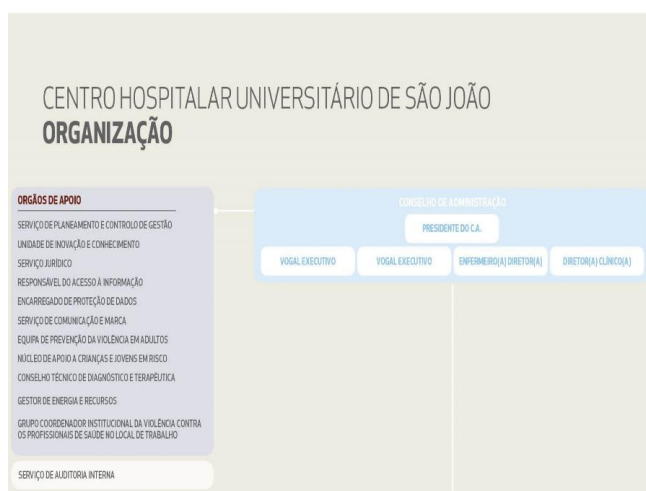 CENTRO HOSPITALAR UNIVERSITÁRIO DE SÃO JOÃO
ORGANIZAÇÃO
ORGÃOS DE APOIO
SERVIÇO DE PLANEAMENTO E CONTROLO DE GESTÃO
UNIDADE DE INOVAÇÃO E CONHECIMENTO
SERVIÇO JURÍDICO
RESPONSÁVEL DO ACESSO À INFORMAÇÃO
ENCARREGADO DE PROTEÇÃO DE DADOS
SERVIÇO DE COMUNICAÇÃO E MARCA
EQUIPA DE PREVENÇÃO DA VIOLÊNCIA EM ADULTOS
NÚCLEO DE APOIO A CRIANÇAS E JOVENS EM RISCO
CONSELHO TÉCNICO DE DIAGNÓSTICO E TERAPÊUTICA
GESTOR DE ENERGIA E RECURSOS
GRUPO COORDENADOR INSTITUCIONAL DA VIOLÊNCIA CONTRA
OS PROFISSIONAIS DE SAÚDE NO LOCAL DE TRABALHO
SERVIÇO DE AUDITORIA INTERNA
CONSELHO DE ADMINISTRAÇÃO
PRESIDENTE DO C.A.
VOGAL EXECUTIVO
VOGAL EXECUTIVO
ENFERMEIRO(A) DIRETOR(A)
DIRETOR(A) CLÍNICO(A)